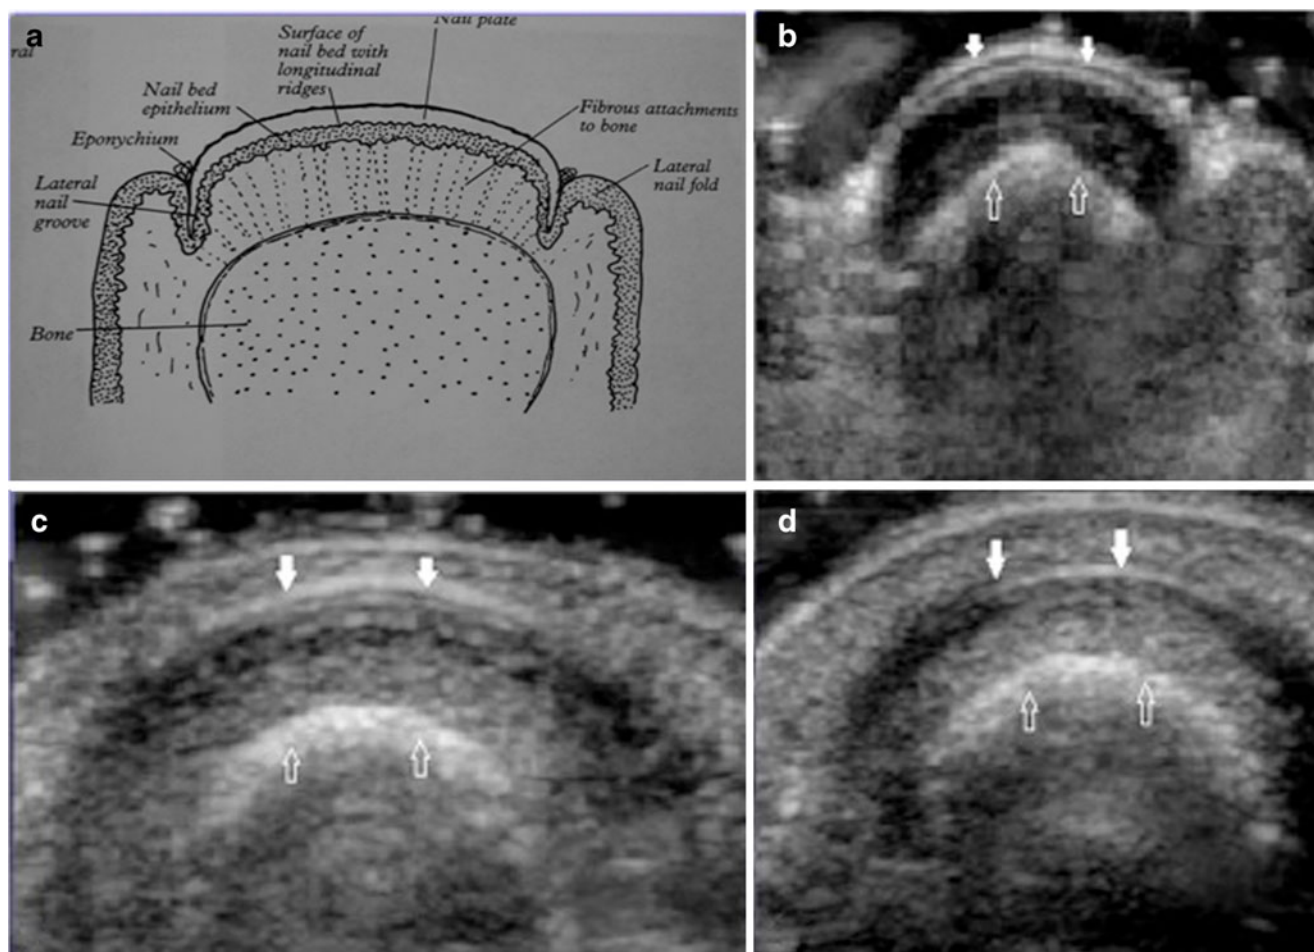 a
ral
Nail plate
Surface of
nail bed with
longitudinal
ridges
Nail bed
epithelium
Fibrous attachments
to bone
Eponychium
Lateral
nail fold
Lateral
nail
groove
Bone
b
c
d